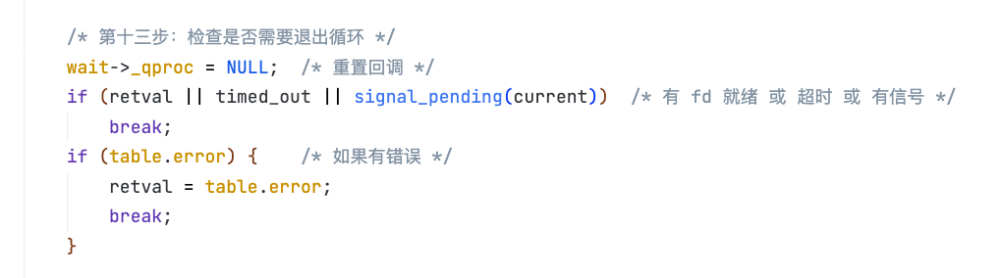 /* 第十三步：检查是否需要退出循环 */
wait->_qproc = NULL;  /* 重置回调 */
if (retval || timed_out || signal_pending(current))  /* 有 fd 就绪 或 超时 或 有信号 */
    break;
if (table.error) {    /* 如果有错误 */
    retval = table.error;
    break;
}